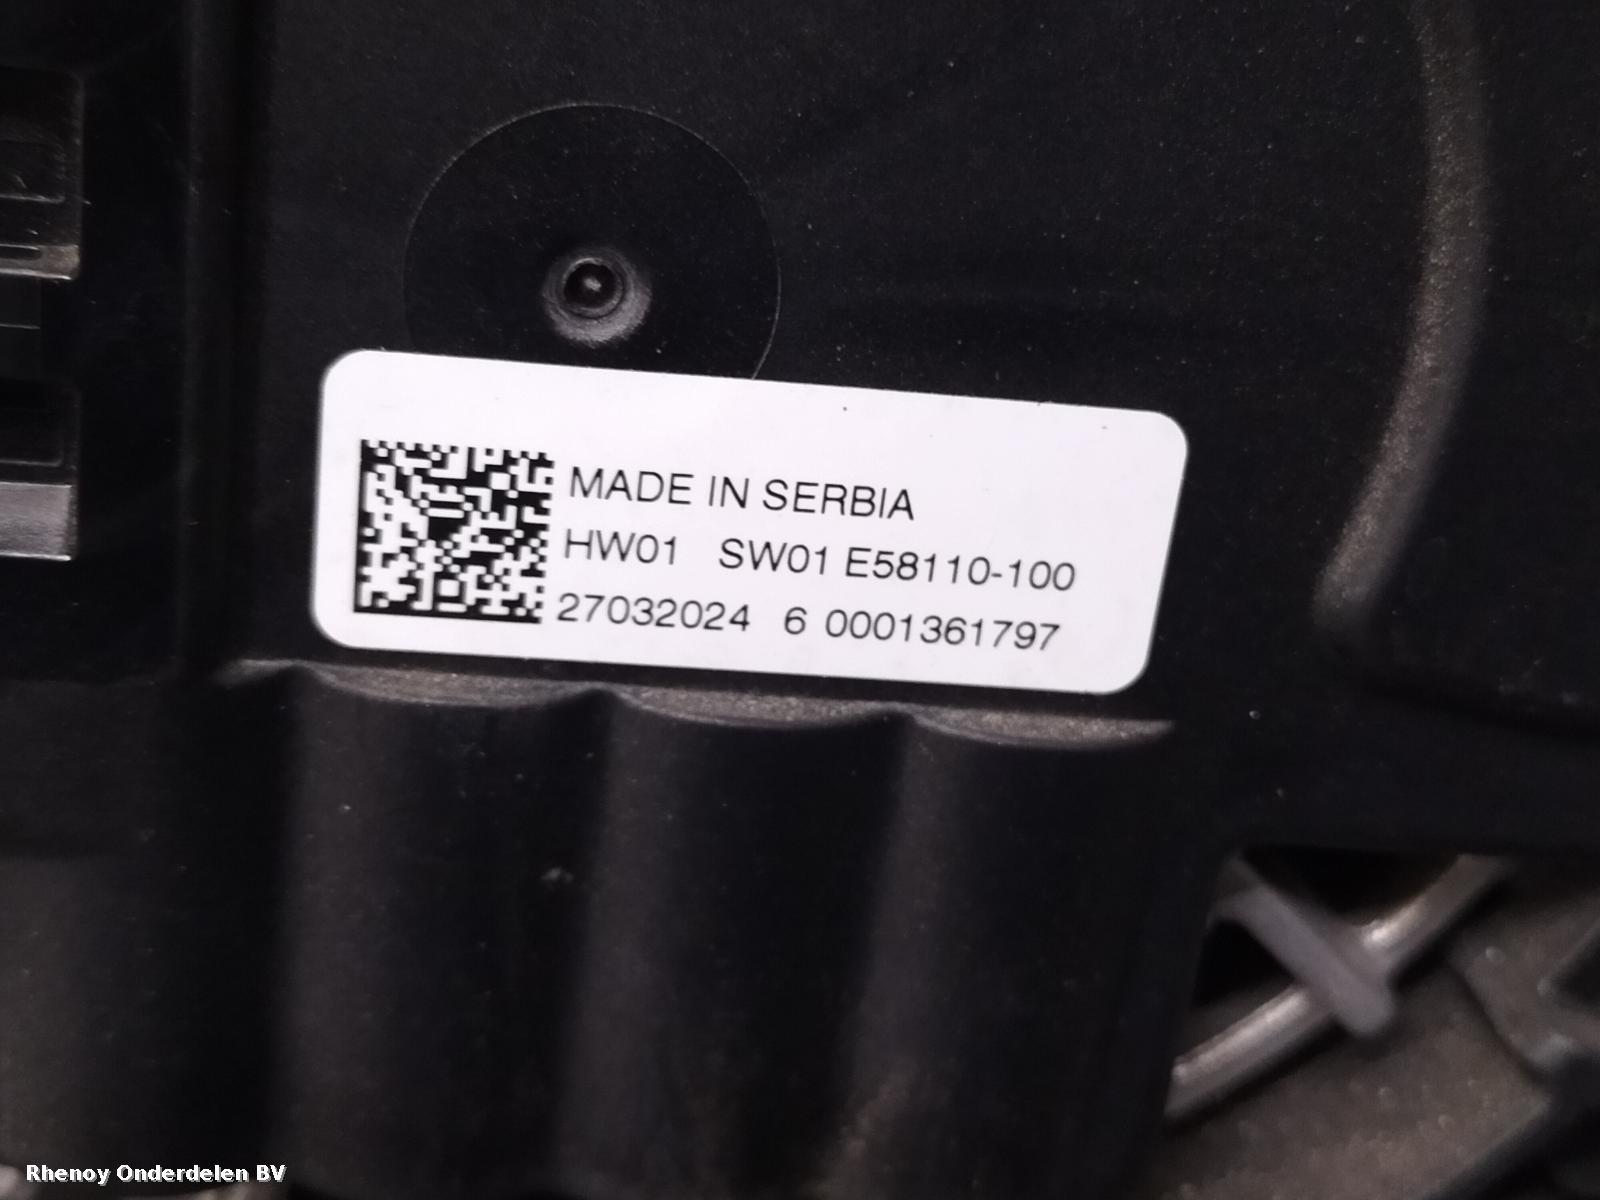 MADE IN SERBIA
HW01 SW01 E58110-100
27032024 6 0001361797
Rhenoy Onderdelen BV